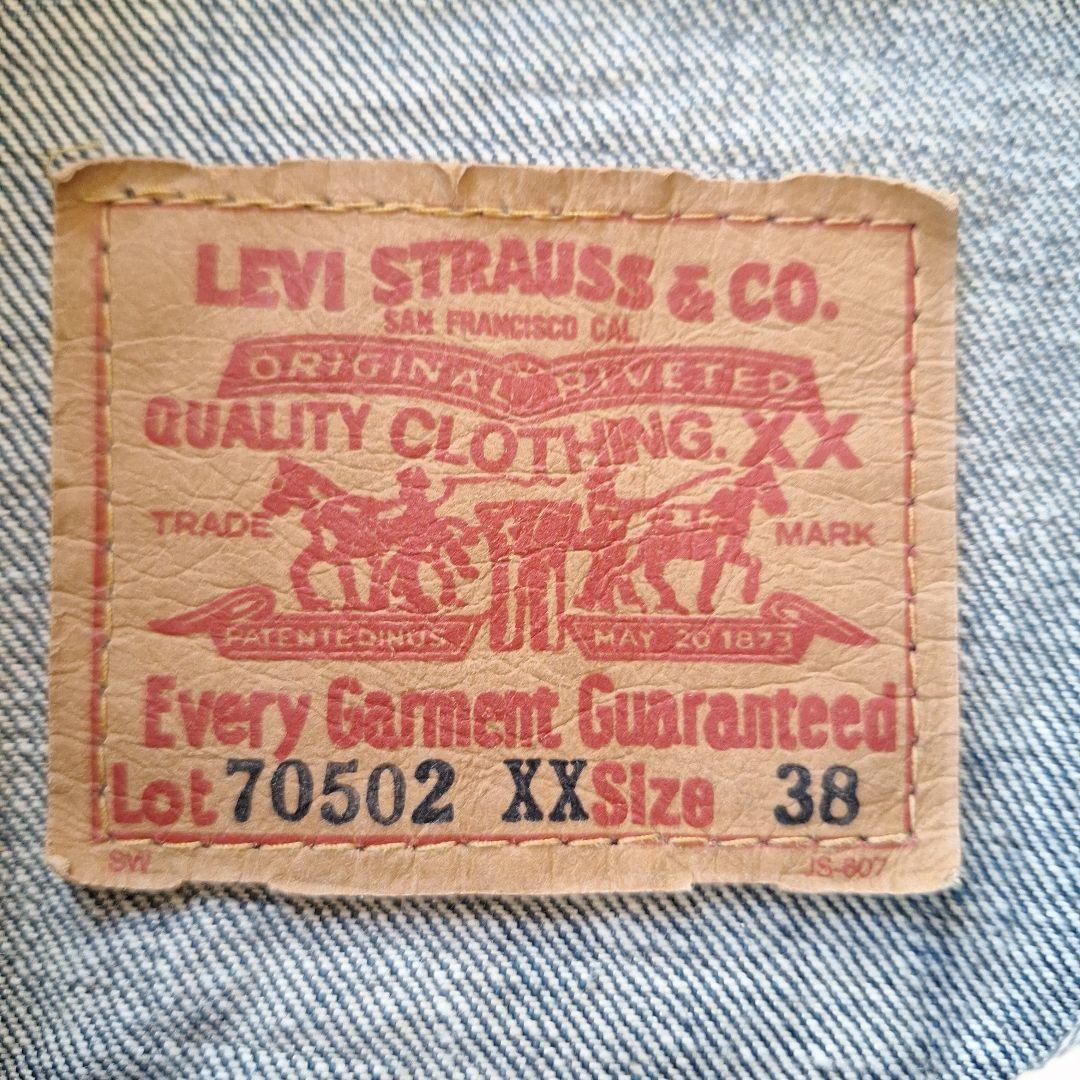 LEVI STRAUSS & CO.
SAN FRANCISCO CAL.
ORIGINAL RIVETED
QUALITY CLOTHING. XX
TRADE MARK
PATENTED IN U.S. MAY 20 1873
Every Garment Guaranteed
Lot 70502 XX Size 38
SW JS-607